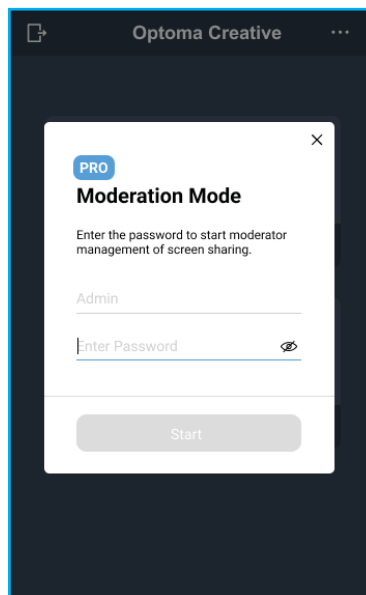 Optoma Creative
PRO
Moderation Mode
Enter the password to start moderator
management of screen sharing.
Admin
Enter Password
Start